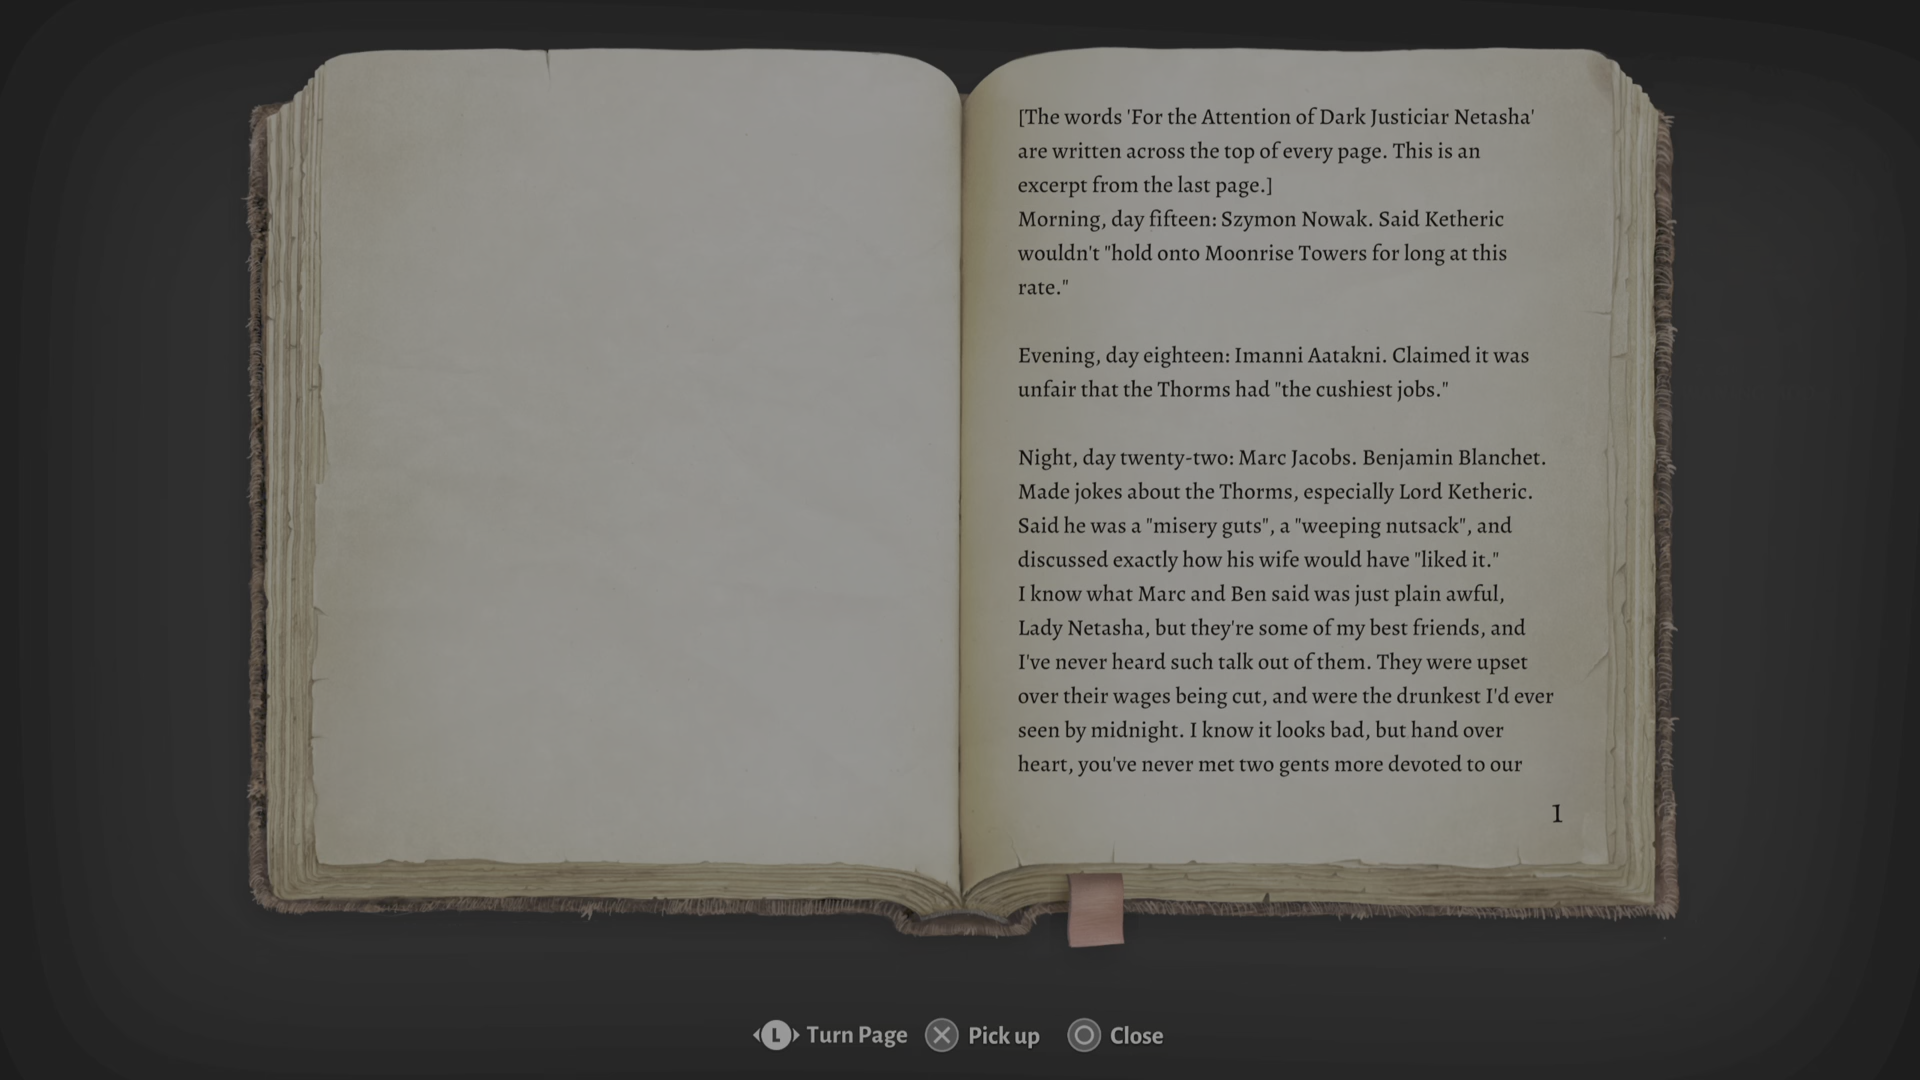 [The words 'For the Attention of Dark Justiciar Netasha'
are written across the top of every page. This is an
excerpt from the last page.]
Morning, day fifteen: Szymon Nowak. Said Ketheric
wouldn't "hold onto Moonrise Towers for long at this
rate."
Evening, day eighteen: Imanni Aatakni. Claimed it was
unfair that the Thorms had "the cushiest jobs."
Night, day twenty-two: Marc Jacobs. Benjamin Blanchet.
Made jokes about the Thorms, especially Lord Ketheric.
Said he was a "misery guts", a "weeping nutsack", and
discussed exactly how his wife would have "liked it."
I know what Marc and Ben said was just plain awful,
Lady Netasha, but they're some of my best friends, and
I've never heard such talk out of them. They were upset
over their wages being cut, and were the drunkest I'd ever
seen by midnight. I know it looks bad, but hand over
heart, you've never met two gents more devoted to our
1
L Turn Page Pick up Close